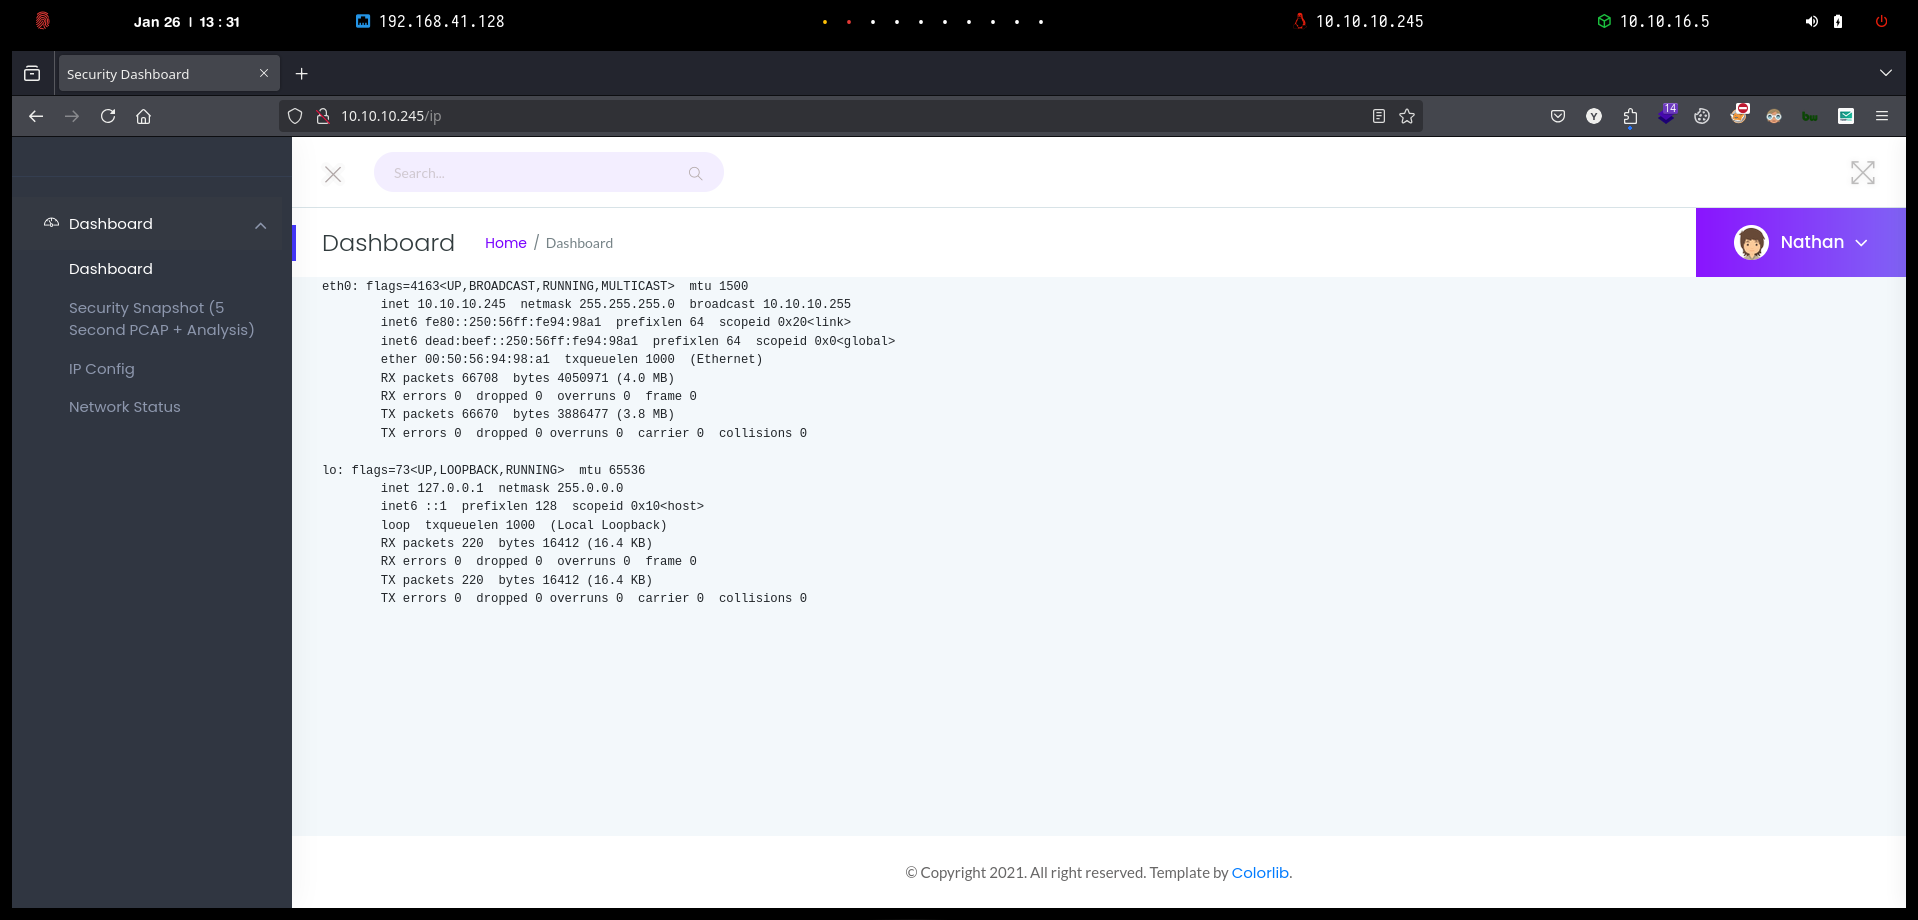 Jan 26 | 13 : 31 192.168.41.128 10.10.10.245 10.10.16.5
Security Dashboard
10.10.10.245/ip
Y
14
bw
Search...
Dashboard
Dashboard
Security Snapshot (5
Second PCAP + Analysis)
IP Config
Network Status
Dashboard Home / Dashboard
Nathan
eth0: flags=4163<UP,BROADCAST,RUNNING,MULTICAST>  mtu 1500
        inet 10.10.10.245  netmask 255.255.255.0  broadcast 10.10.10.255
        inet6 fe80::250:56ff:fe94:98a1  prefixlen 64  scopeid 0x20<link>
        inet6 dead:beef::250:56ff:fe94:98a1  prefixlen 64  scopeid 0x0<global>
        ether 00:50:56:94:98:a1  txqueuelen 1000  (Ethernet)
        RX packets 66708  bytes 4050971 (4.0 MB)
        RX errors 0  dropped 0  overruns 0  frame 0
        TX packets 66670  bytes 3886477 (3.8 MB)
        TX errors 0  dropped 0 overruns 0  carrier 0  collisions 0
lo: flags=73<UP,LOOPBACK,RUNNING>  mtu 65536
        inet 127.0.0.1  netmask 255.0.0.0
        inet6 ::1  prefixlen 128  scopeid 0x10<host>
        loop  txqueuelen 1000  (Local Loopback)
        RX packets 220  bytes 16412 (16.4 KB)
        RX errors 0  dropped 0  overruns 0  frame 0
        TX packets 220  bytes 16412 (16.4 KB)
        TX errors 0  dropped 0 overruns 0  carrier 0  collisions 0
© Copyright 2021. All right reserved. Template by Colorlib.